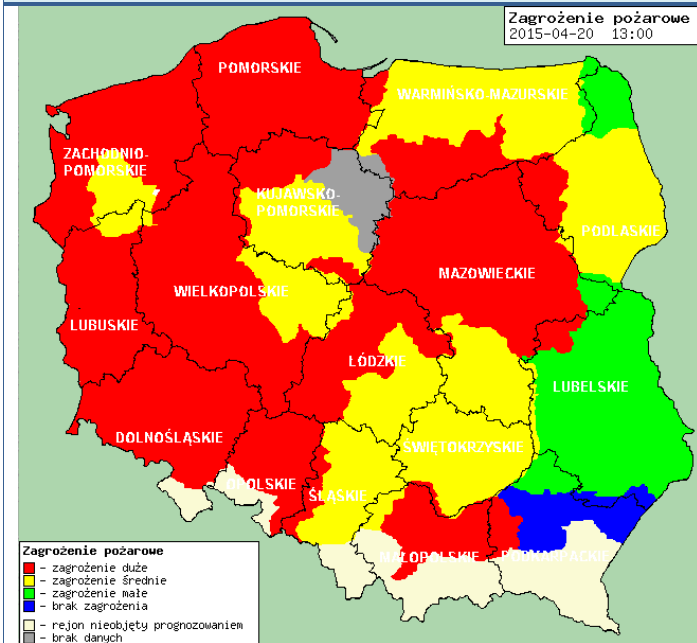 Zagrożenie pożarowe
2015-04-20 13:00
POMORSKIE
WARMIŃSKO-MAZURSKIE
ZACHODNIO-
POMORSKIE
KUJAWSKO-
POMORSKIE
PODLASKIE
MAZOWIECKIE
WIELKOPOLSKIE
LUBUSKIE
ŁÓDZKIE
LUBELSKIE
DOLNOŚLĄSKIE
ŚWIĘTOKRZYSKIE
OPOLSKIE
ŚLĄSKIE
MAŁOPOLSKIE
PODKARPACKIE
Zagrożenie pożarowe
- zagrożenie duże
- zagrożenie średnie
- zagrożenie małe
- brak zagrożenia
- rejon nieobjęty prognozowaniem
- brak danych